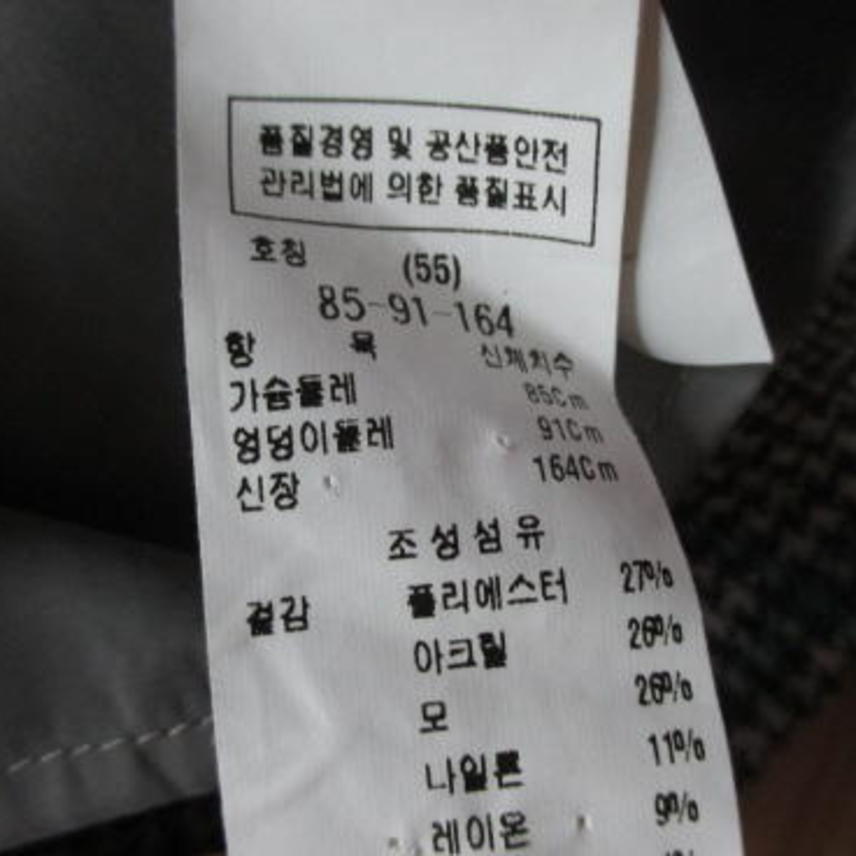 품질경영 및 공산품안전
관리법에 의한 품질표시
호칭 (55)
85-91-164
항 목 신체치수
가슴둘레 85Cm
엉덩이둘레 91Cm
신장 164Cm
조성섬유
겉감 폴리에스터 27%
아크릴 26%
모 26%
나일론 11%
레이온 9%